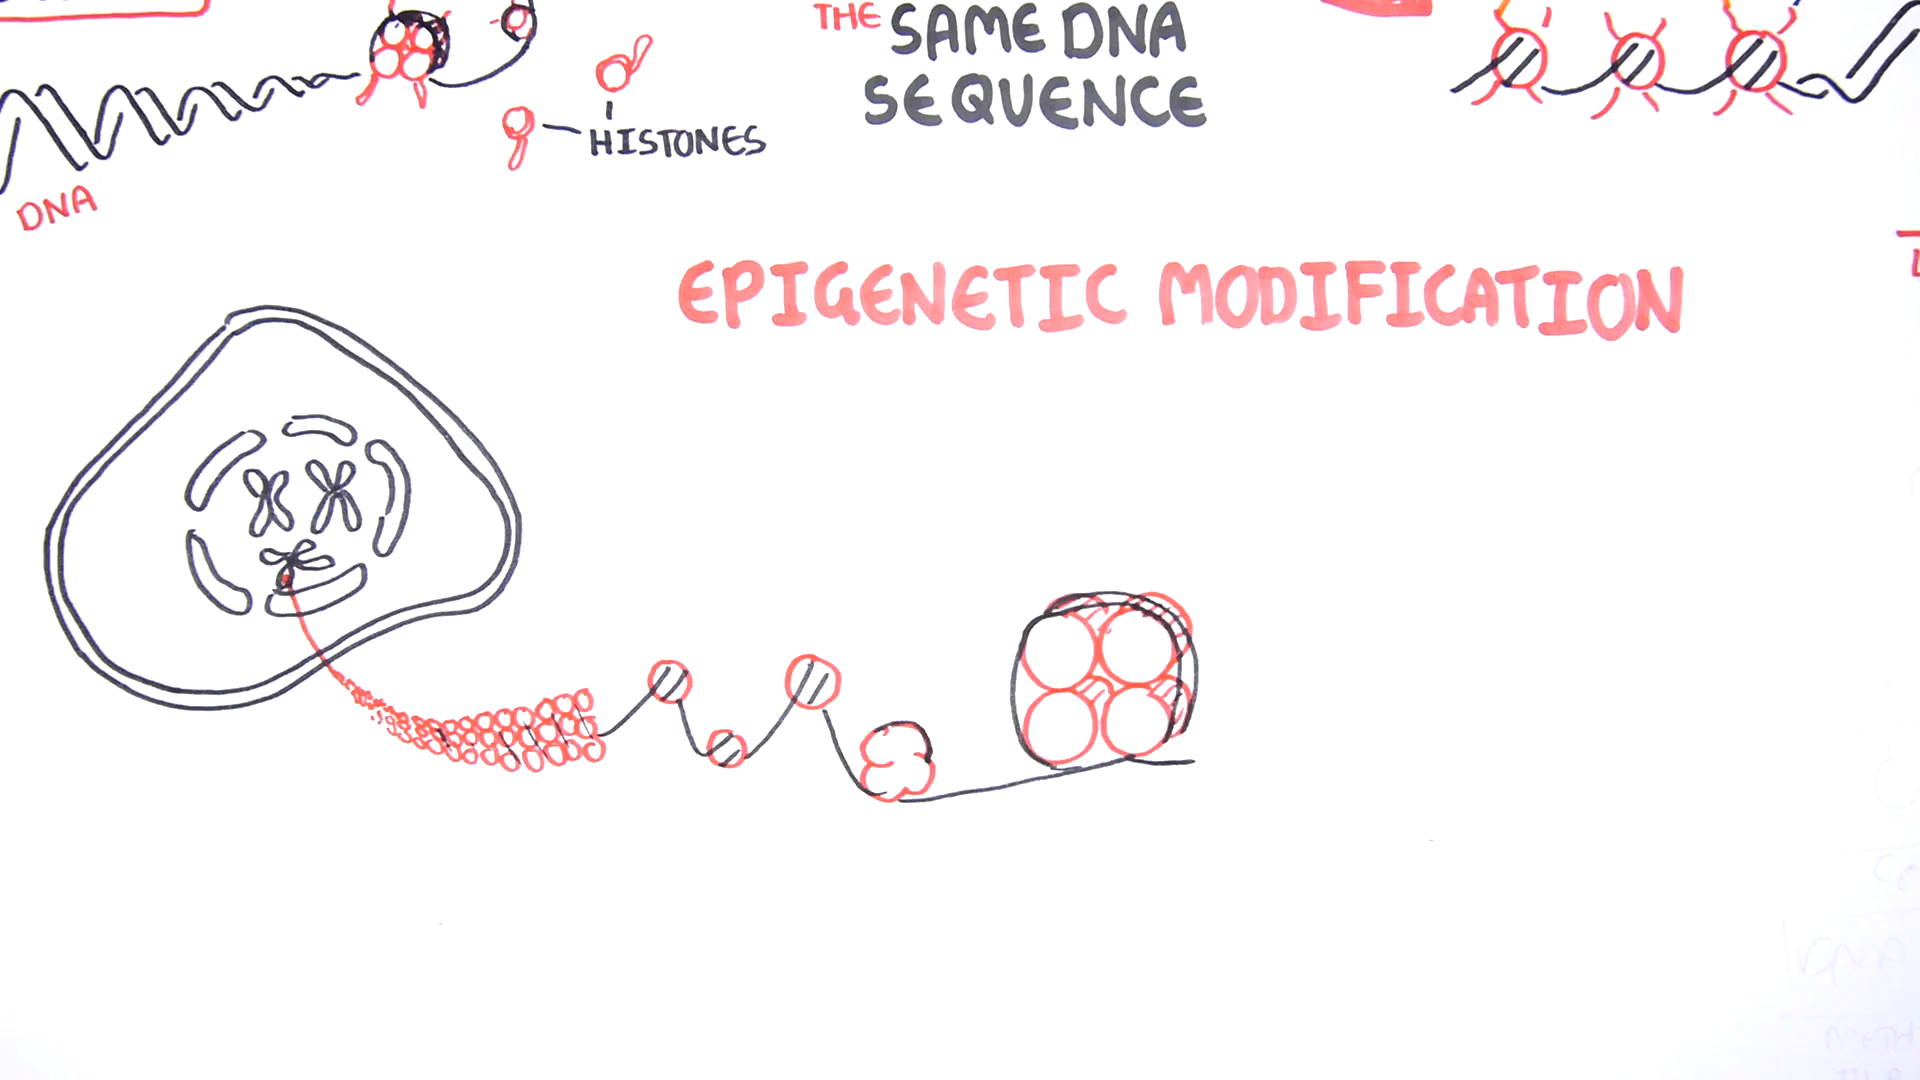 THE SAME DNA
SEQUENCE
HISTONES
DNA
EPIGENETIC MODIFICATION